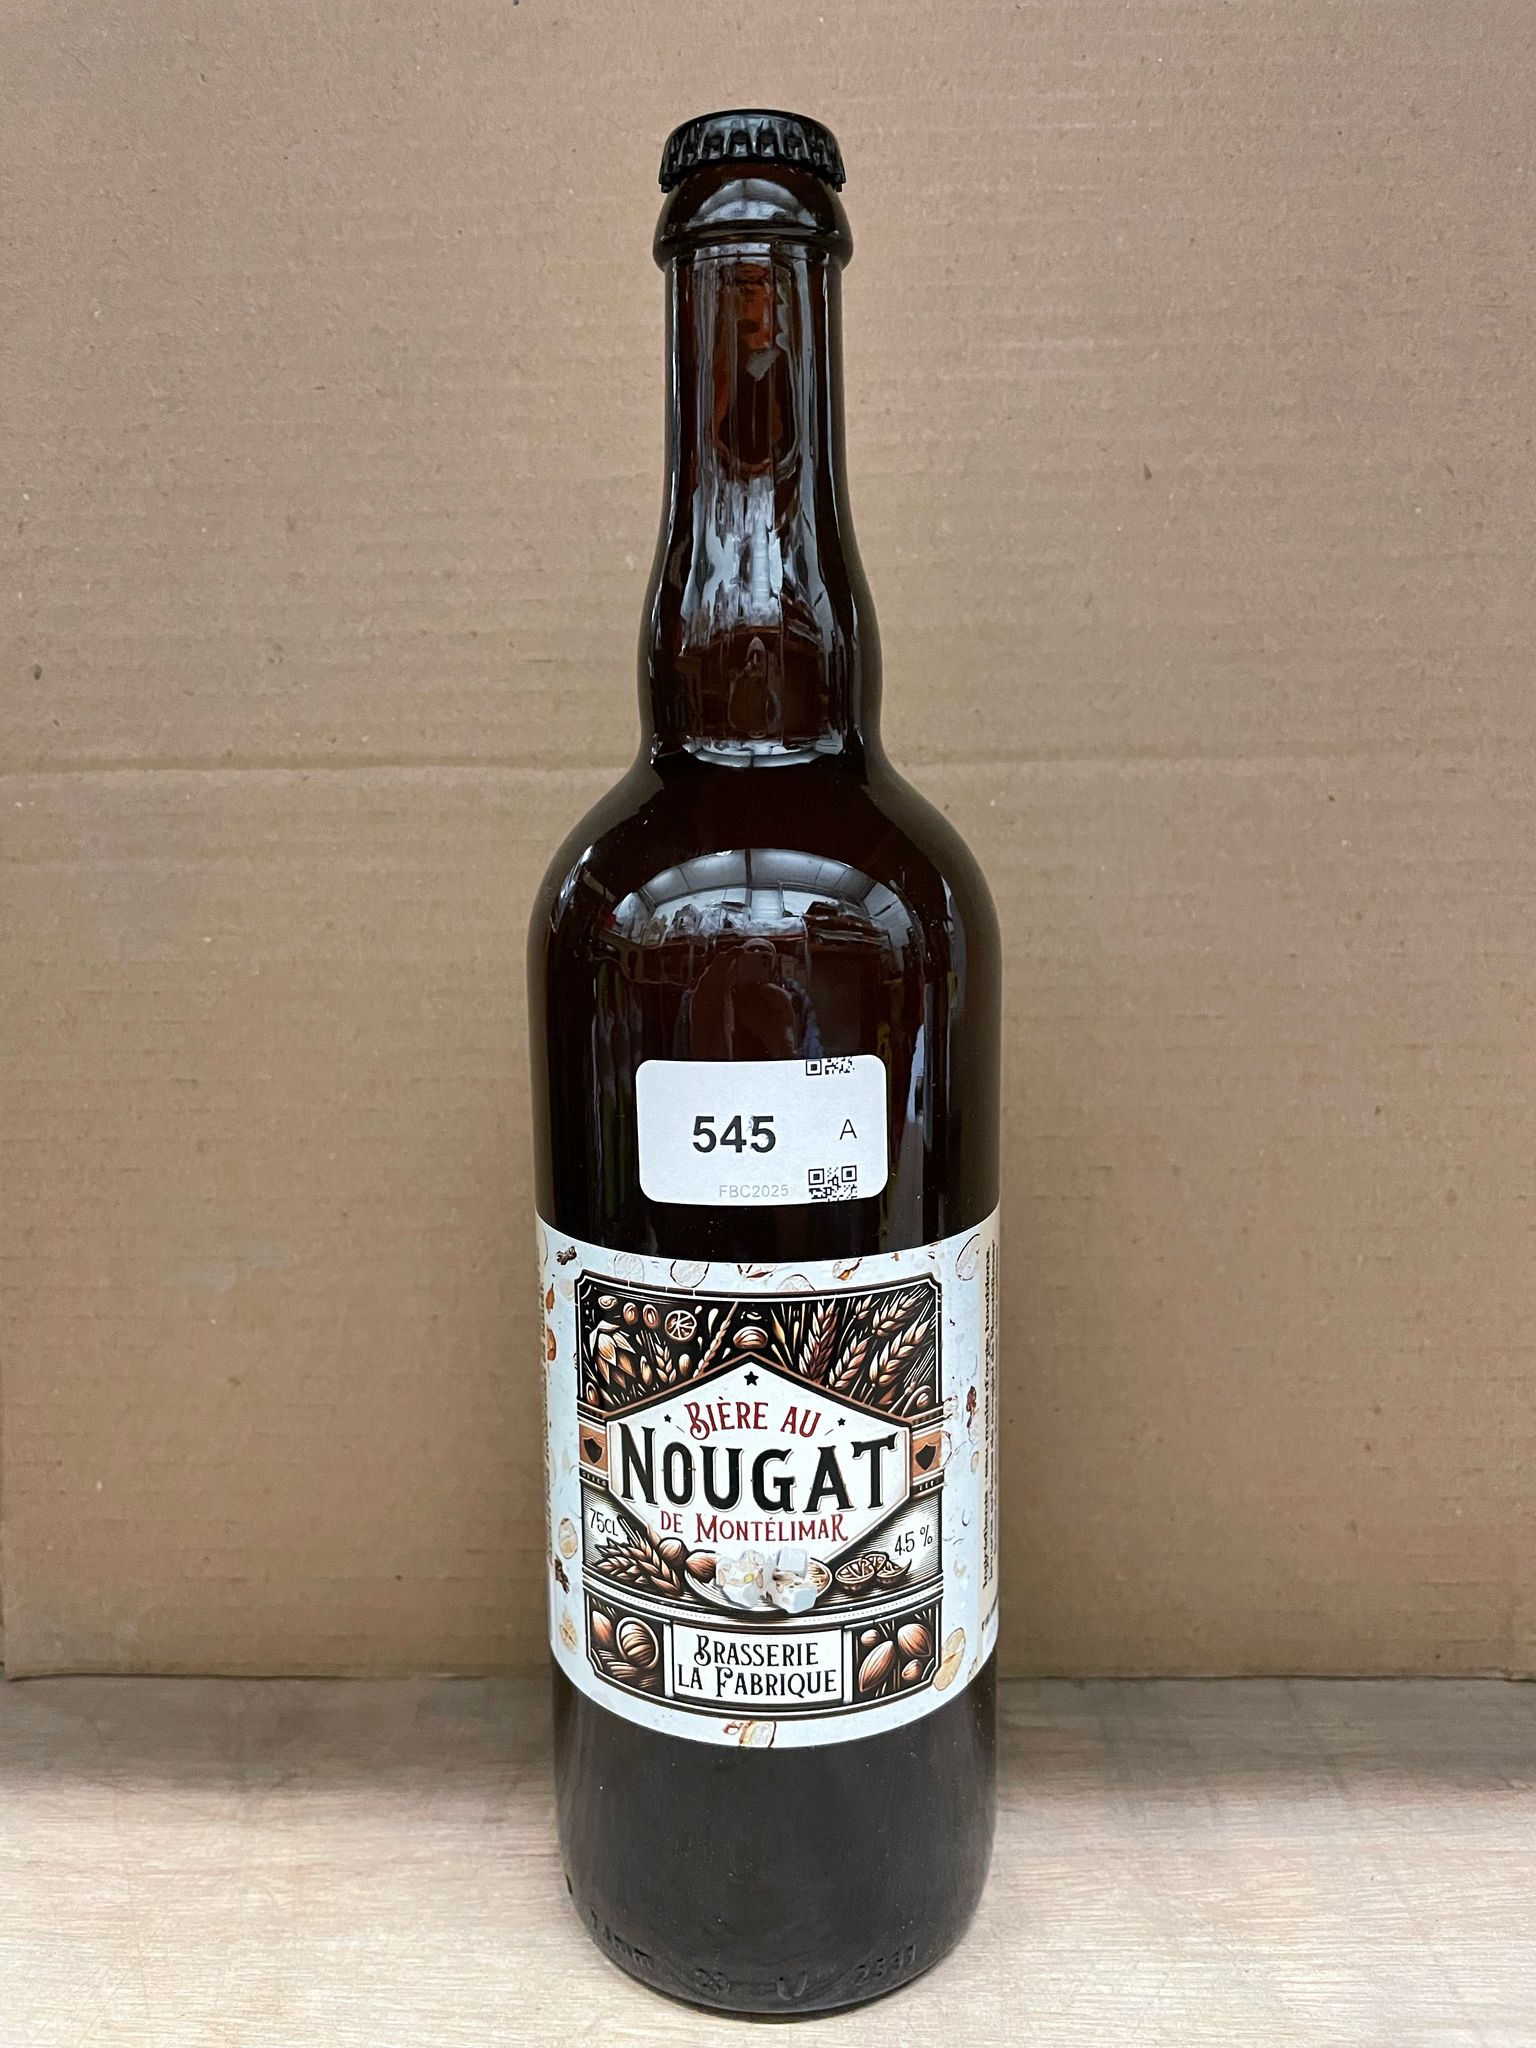 545
A
FBC2025
BIÈRE AU
NOUGAT
DE MONTÉLIMAR
75CL
4.5 %
BRASSERIE
LA FABRIQUE